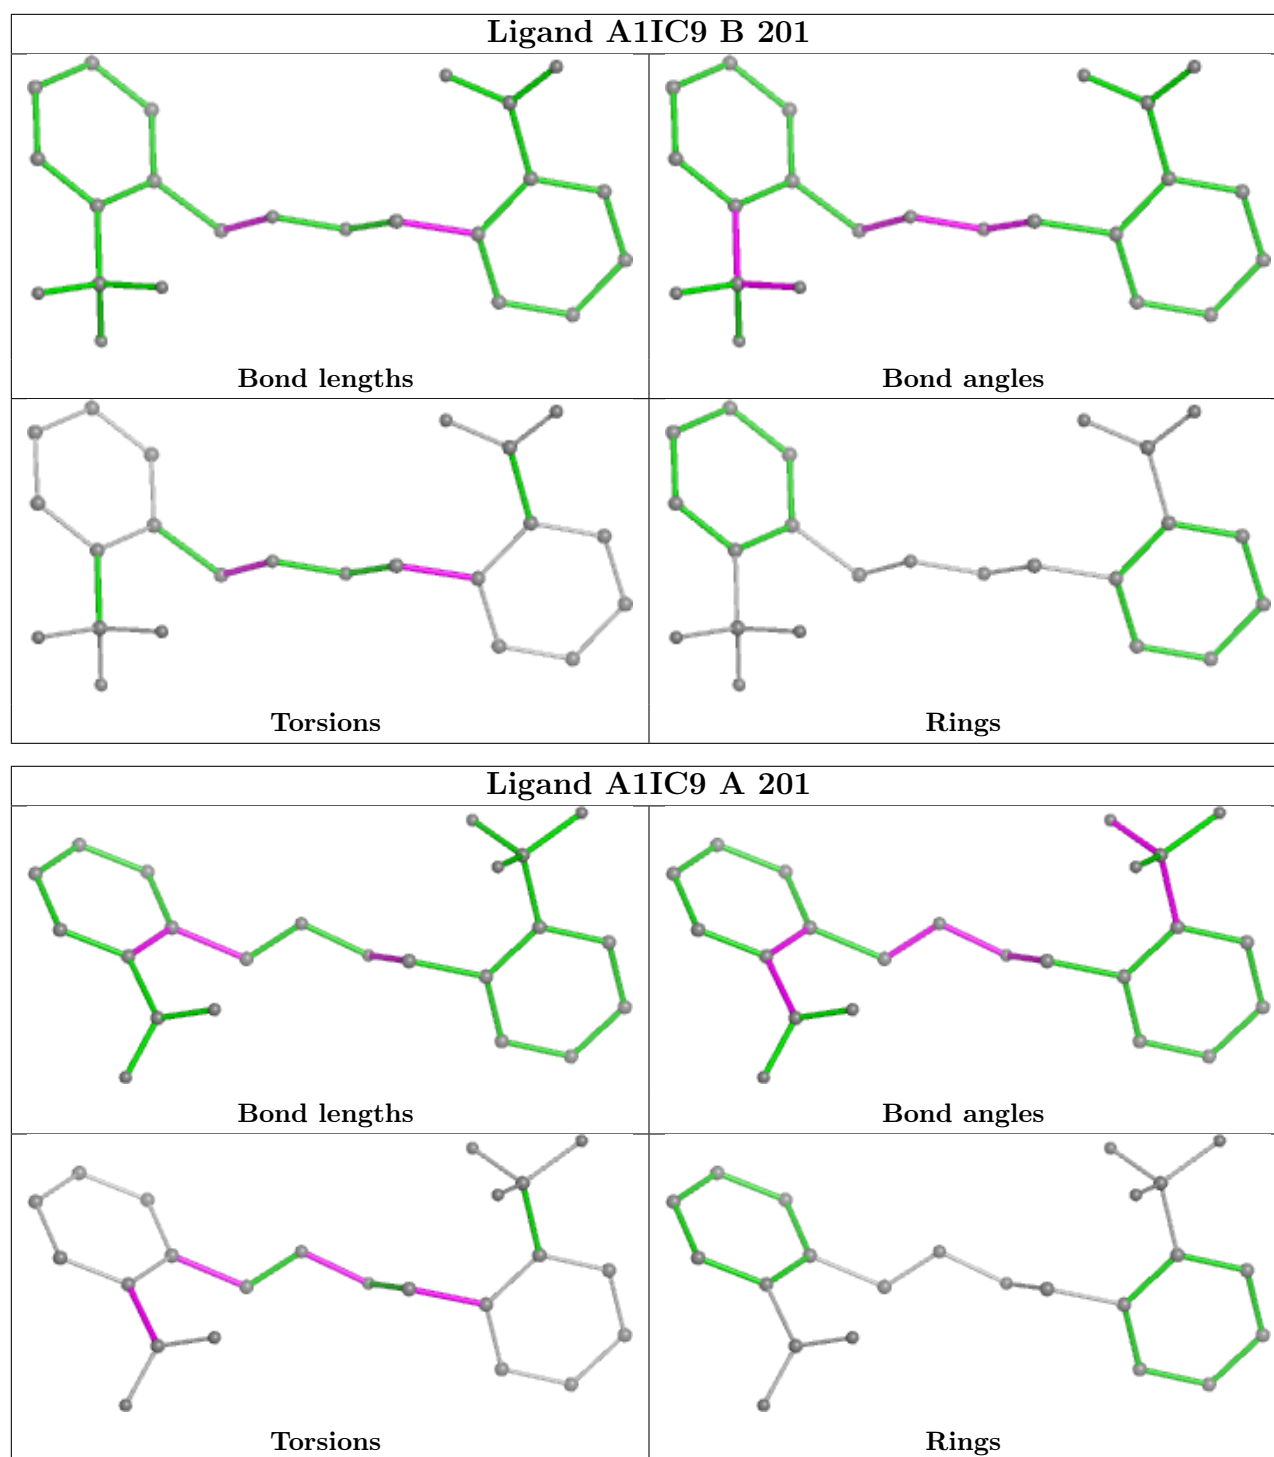 Ligand A1IC9 B 201
Bond lengths
Bond angles
Torsions
Rings
Ligand A1IC9 A 201
Bond lengths
Bond angles
Torsions
Rings